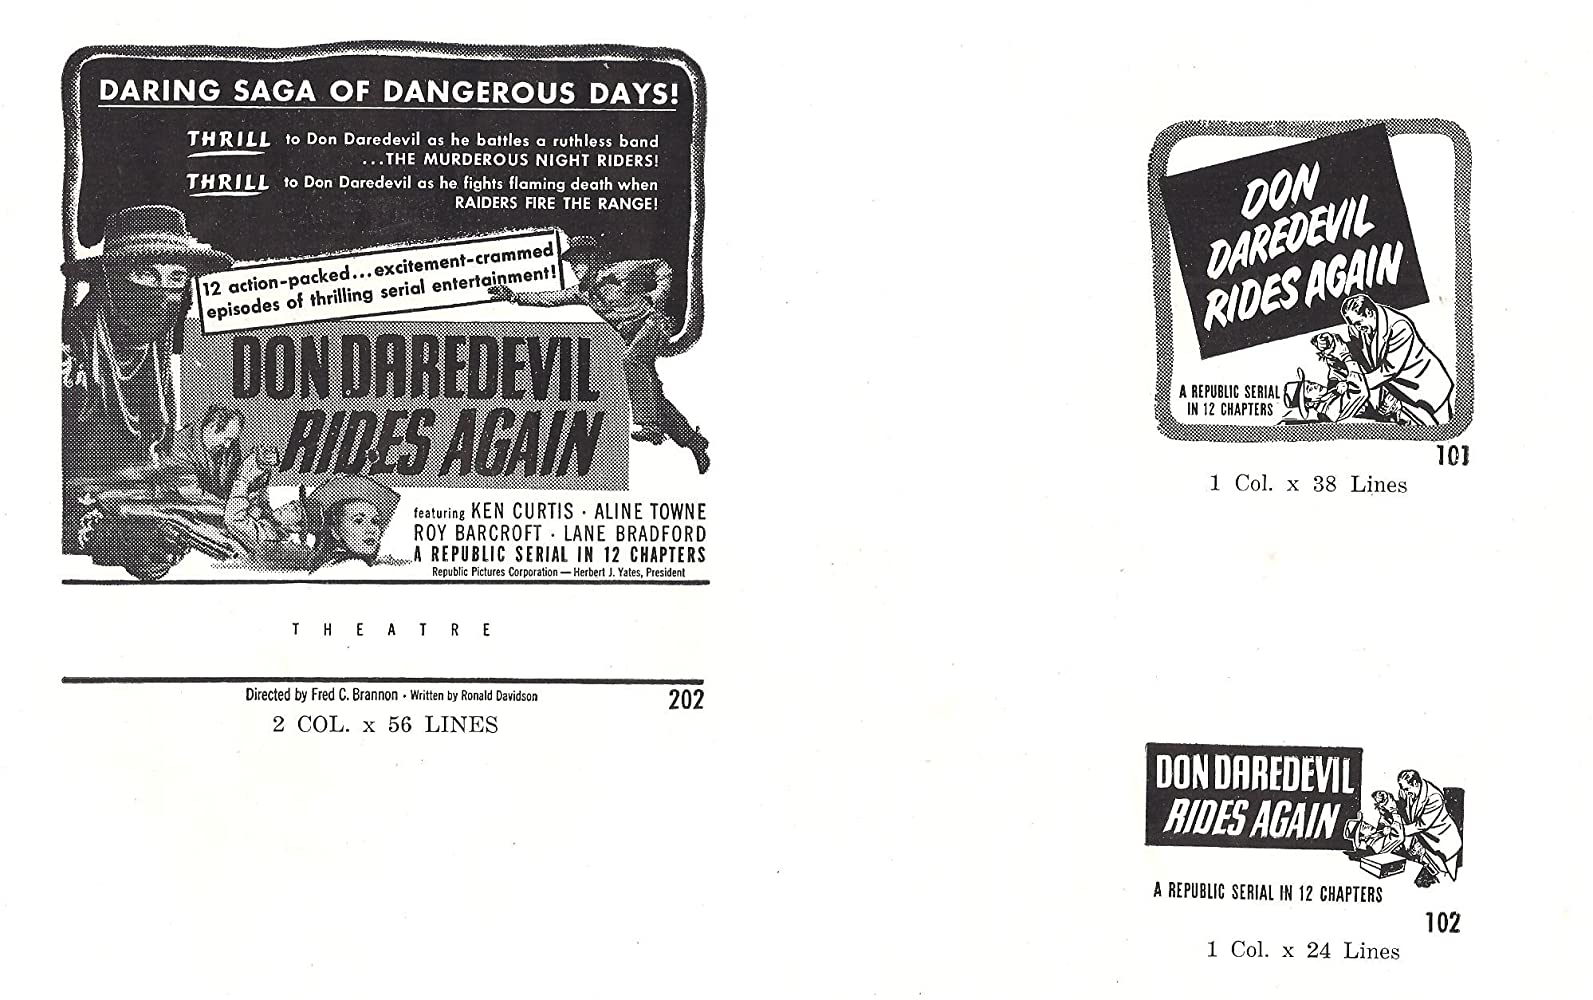 DARING SAGA OF DANGEROUS DAYS!
THRILL to Don Daredevil as he battles a ruthless band
...THE MURDEROUS NIGHT RIDERS!
THRILL to Don Daredevil as he fights flaming death when
RAIDERS FIRE THE RANGE!
12 action-packed...excitement-crammed
episodes of thrilling serial entertainment!
DON DAREDEVIL
RIDES AGAIN
featuring KEN CURTIS · ALINE TOWNE
ROY BARCROFT · LANE BRADFORD
A REPUBLIC SERIAL IN 12 CHAPTERS
Republic Pictures Corporation — Herbert J. Yates, President
THEATRE
Directed by Fred C. Brannon · Written by Ronald Davidson
202
2 COL. x 56 LINES
DON
DAREDEVIL
RIDES AGAIN
A REPUBLIC SERIAL
IN 12 CHAPTERS
101
1 Col. x 38 Lines
DON DAREDEVIL
RIDES AGAIN
A REPUBLIC SERIAL IN 12 CHAPTERS
102
1 Col. x 24 Lines